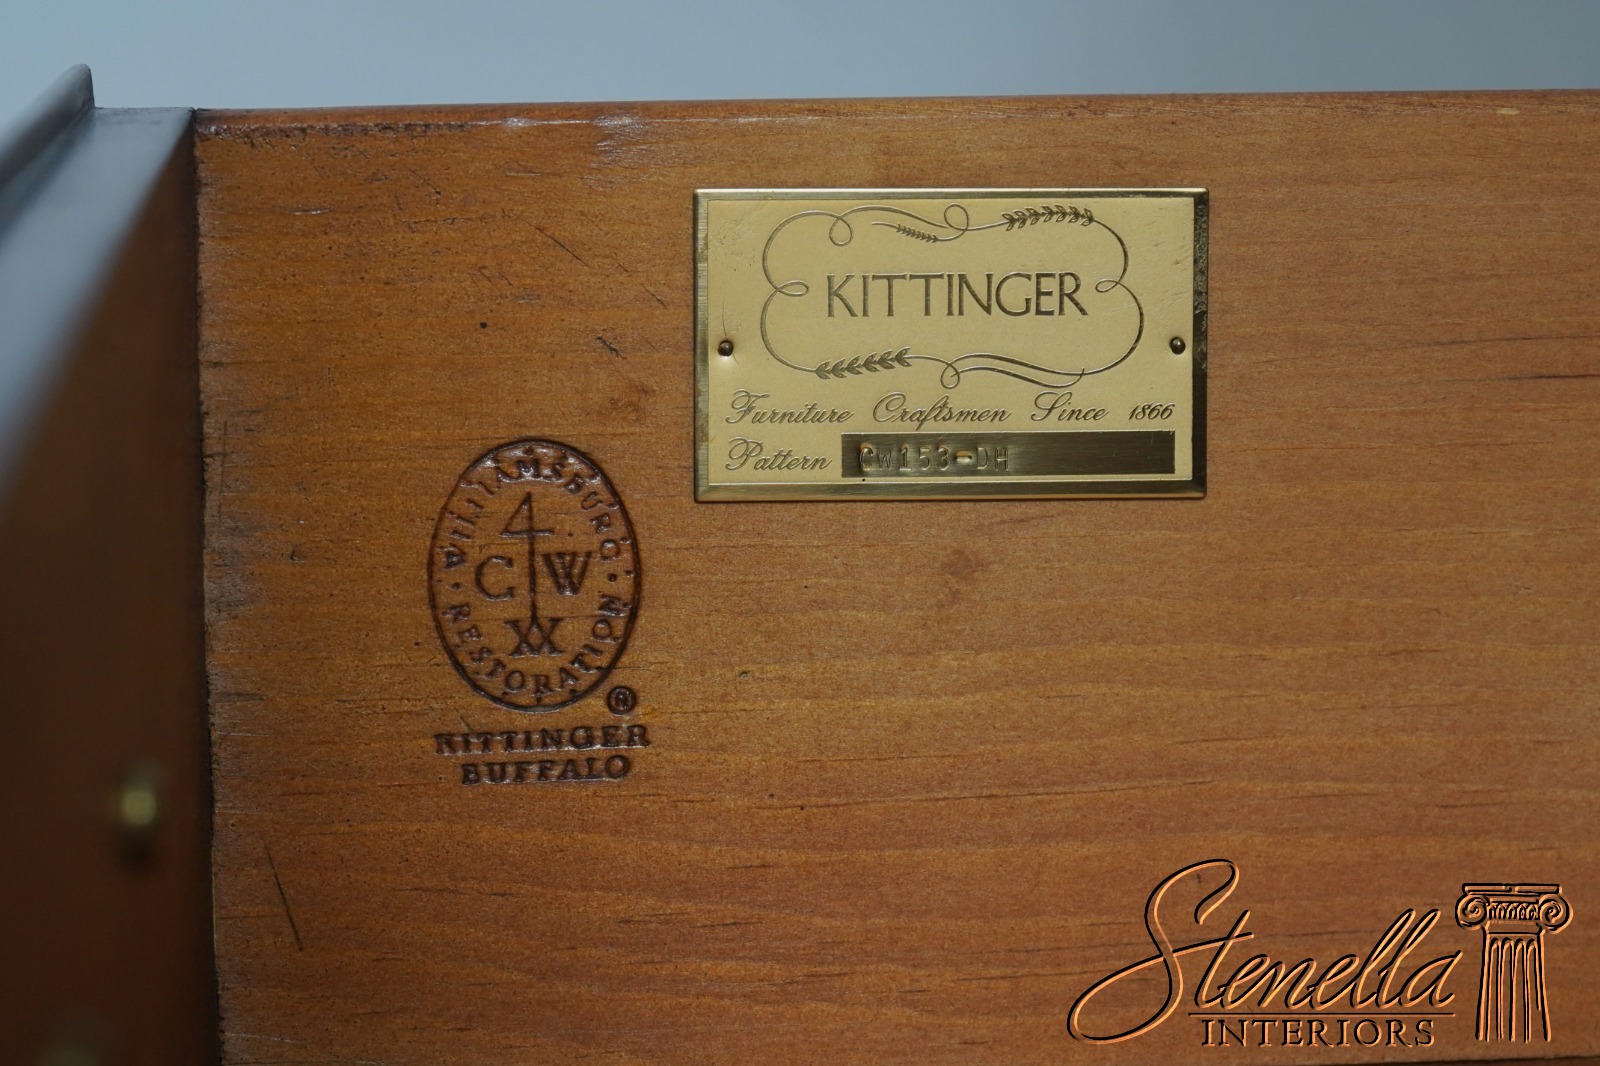 KITTINGER
Furniture Craftsmen Since 1866
Pattern CW153-DH
WILLIAMSBURG · RESTORATION ·
C W
®
KITTINGER
BUFFALO
Stenella
INTERIORS